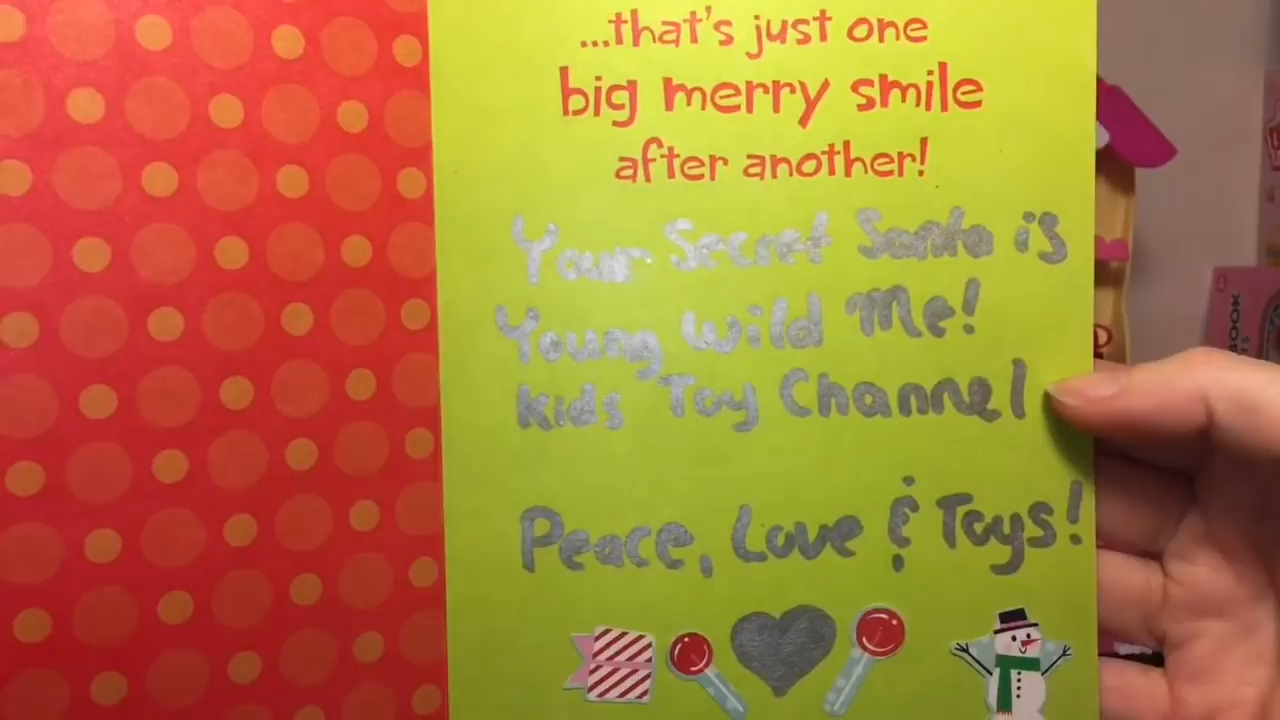 ...that's just one
big merry smile
after another!
Your Secret Santa is
Young Wild Me!
Kids Toy Channel
Peace, Love & Toys!
BOOK